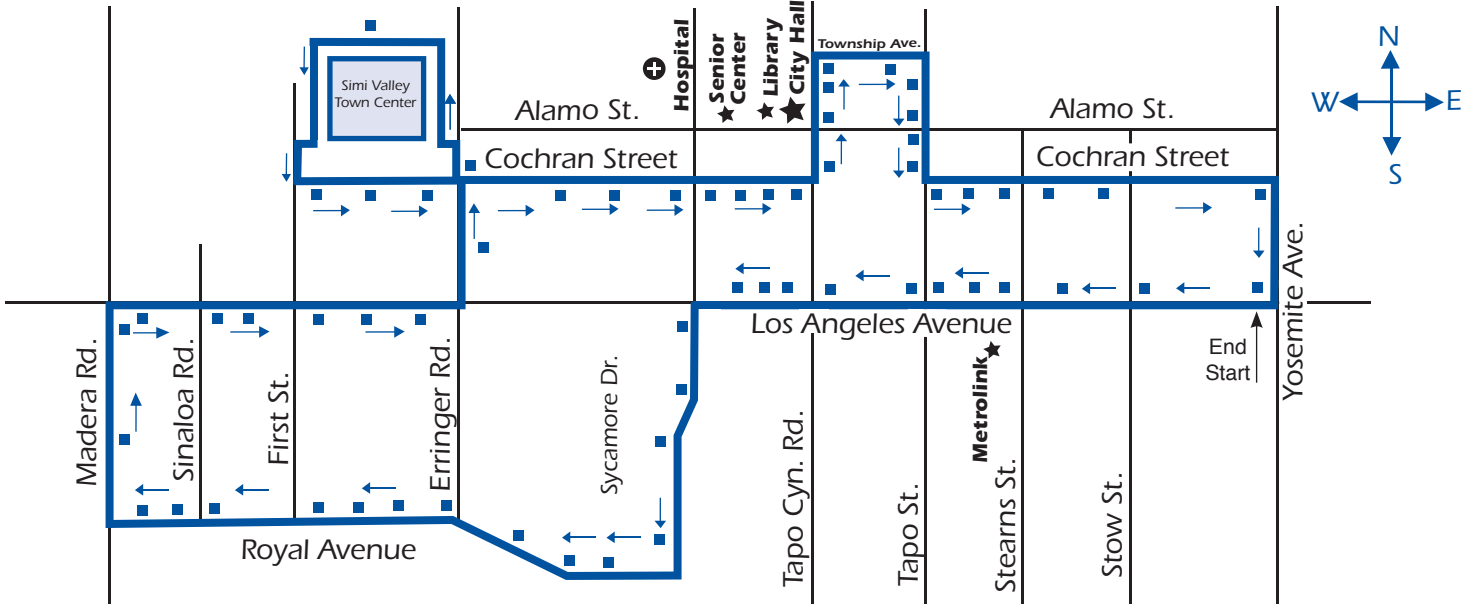 Simi Valley
Town Center
Hospital
Senior
Center
Library
City Hall
Township Ave.
N
W
E
S
Alamo St.
Alamo St.
Cochran Street
Cochran Street
Los Angeles Avenue
Yosemite Ave.
End
Start
Madera Rd.
Sinaloa Rd.
First St.
Erringer Rd.
Sycamore Dr.
Tapo Cyn. Rd.
Tapo St.
Metrolink
Stearns St.
Stow St.
Royal Avenue